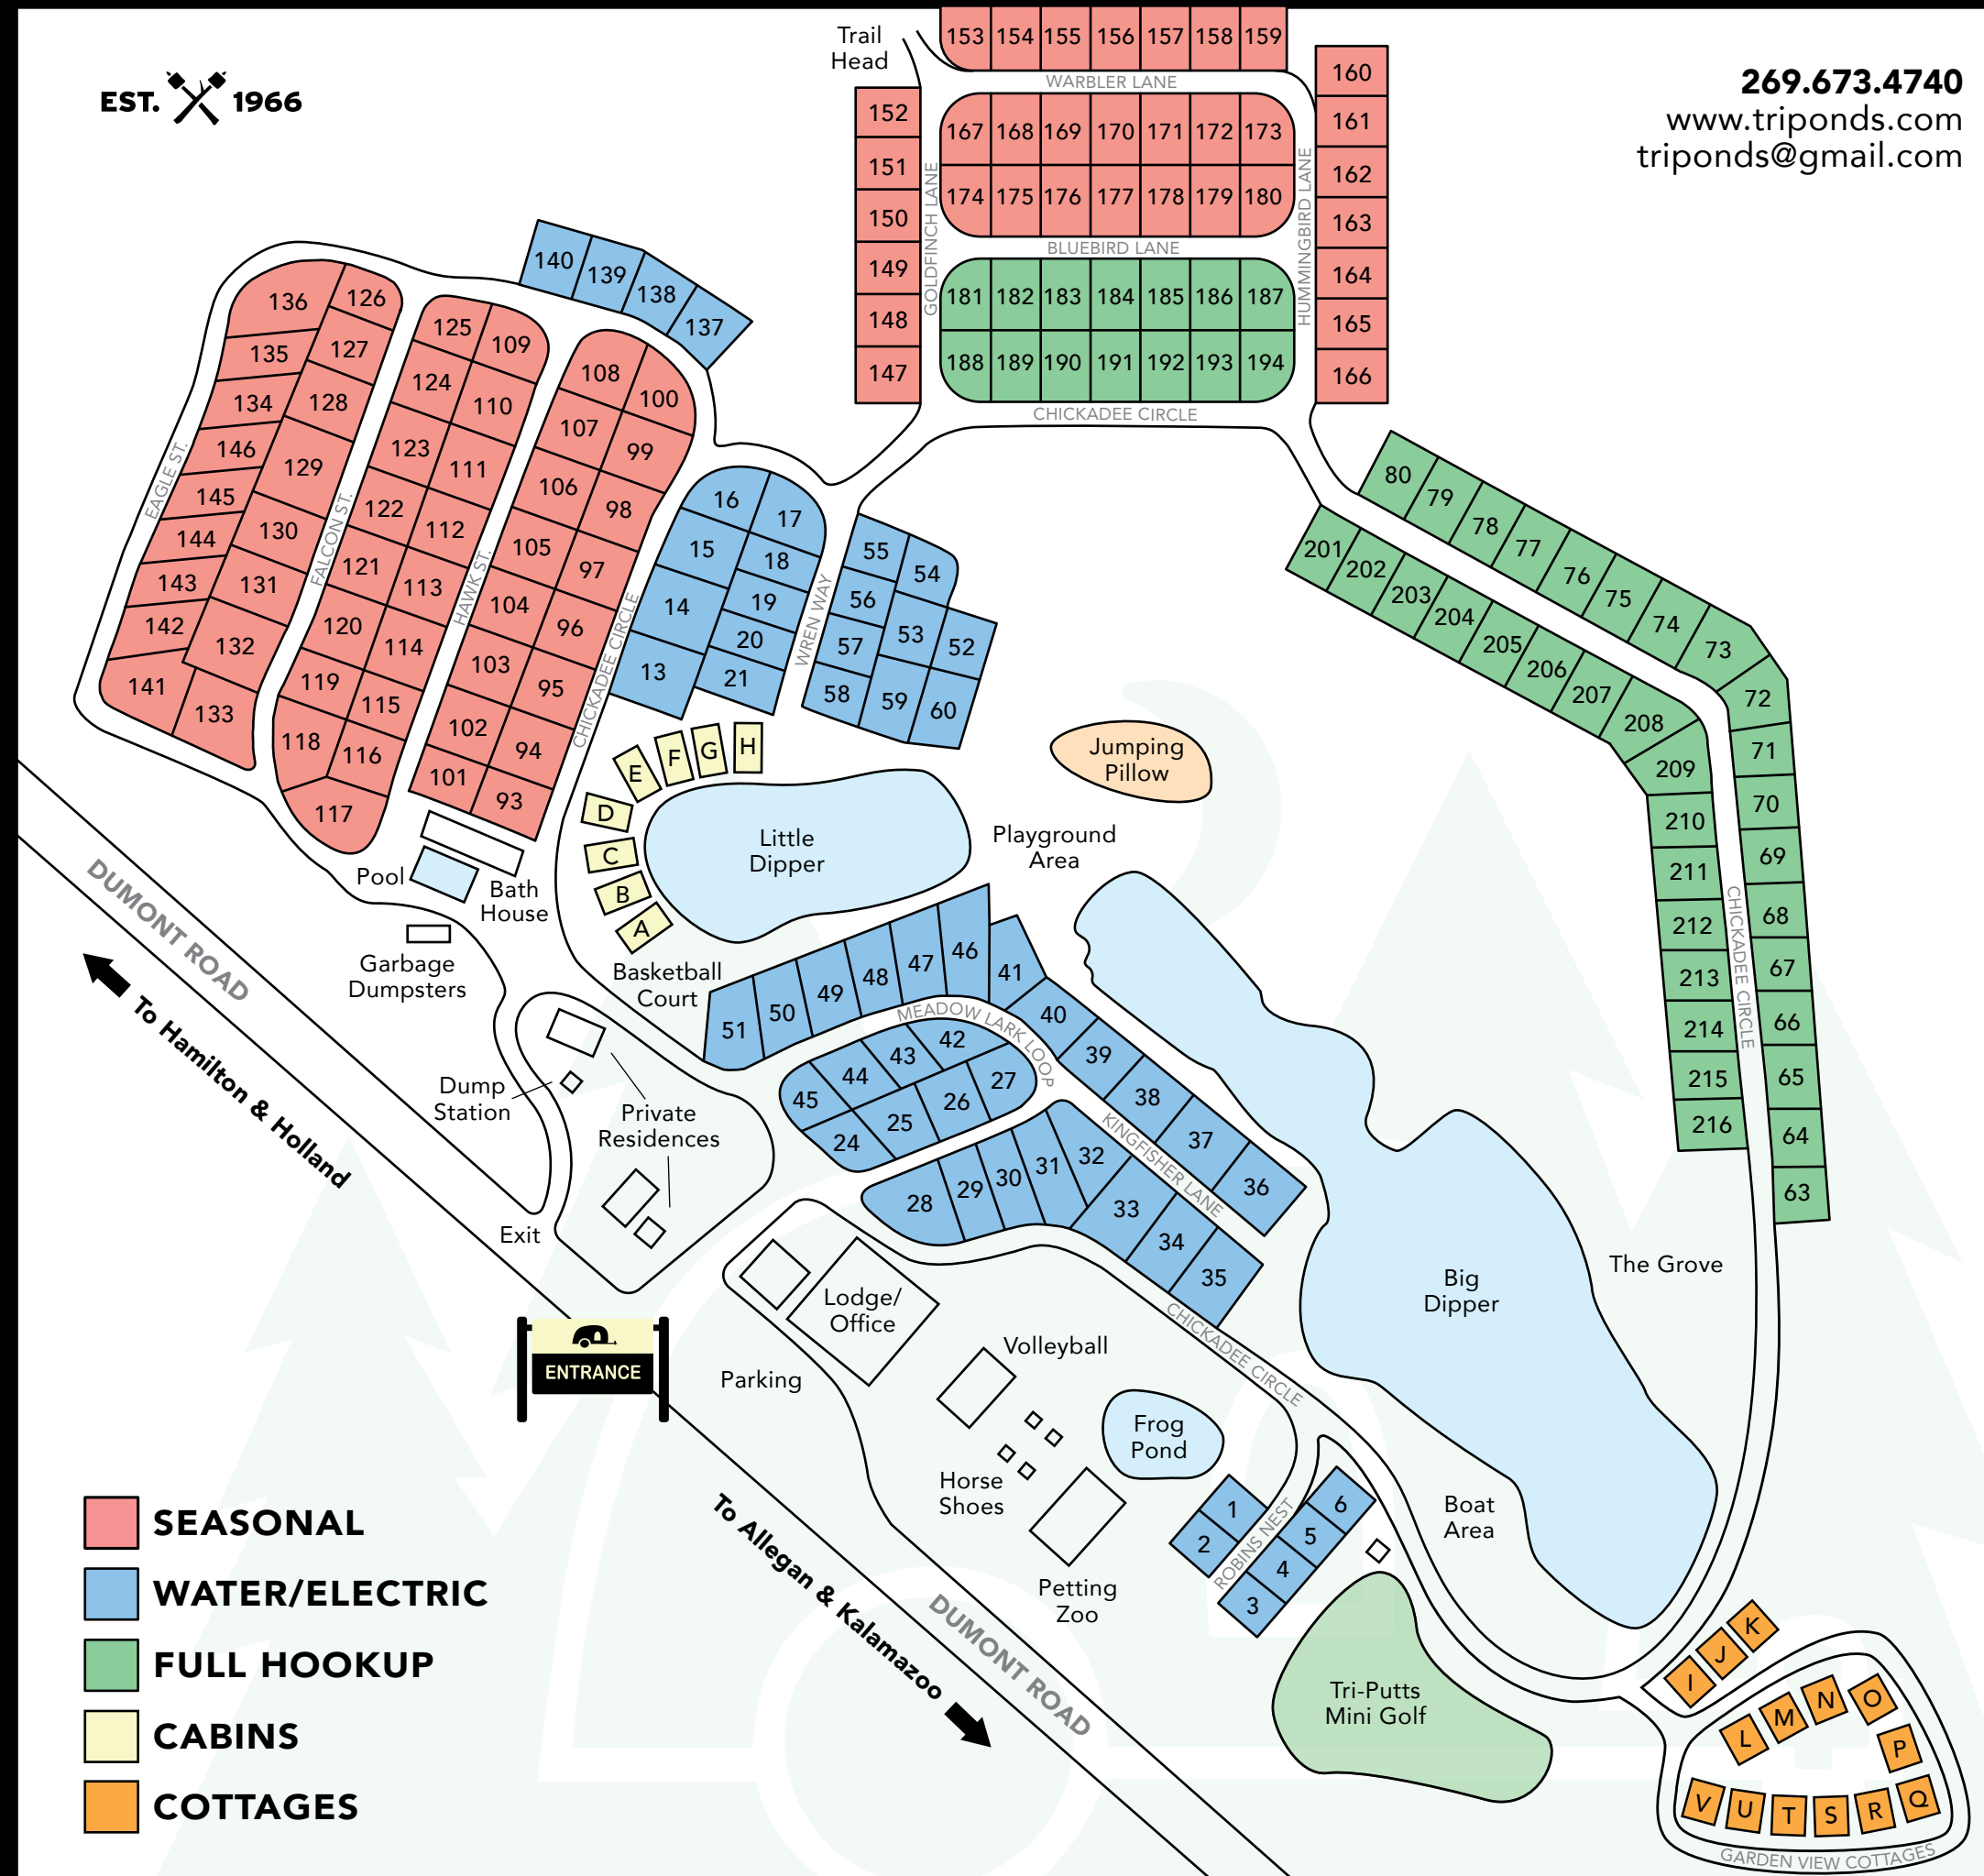 EST. 1966
269.673.4740
www.triponds.com
triponds@gmail.com
Trail
Head
153 154 155 156 157 158 159
WARBLER LANE
160
161
162
163
164
165
166
152
151
150
149
148
147
GOLDFINCH LANE
HUMMINGBIRD LANE
167 168 169 170 171 172 173
174 175 176 177 178 179 180
BLUEBIRD LANE
181 182 183 184 185 186 187
188 189 190 191 192 193 194
CHICKADEE CIRCLE
140 139 138 137
136
135
134
146
145
144
143
142
141
EAGLE ST.
126
127
128
129
130
131
132
133
FALCON ST.
125
124
123
122
121
120
119
118
117
109
110
111
112
113
114
115
116
HAWK ST.
108
107
106
105
104
103
102
101
100
99
98
97
96
95
94
93
CHICKADEE CIRCLE
16
15
14
13
17
18
19
20
21
WREN WAY
55
56
57
58
54
53
59
52
60
80
79
78
77
76
75
74
73
72
71
70
69
68
67
66
65
64
63
201
202
203
204
205
206
207
208
209
210
211
212
213
214
215
216
CHICKADEE CIRCLE
A
B
C
D
E
F
G
H
Little
Dipper
Jumping
Pillow
Playground
Area
Pool
Bath
House
Garbage
Dumpsters
Basketball
Court
DUMONT ROAD
To Hamilton & Holland
Dump
Station
Private
Residences
Exit
51 50 49 48 47 46 41
40
39
38
37
36
MEADOW LARK LOOP
45 44 43 42
24 25 26 27
KINGFISHER LANE
28 29 30 31 32
33
34
35
CHICKADEE CIRCLE
ENTRANCE
Lodge/
Office
Parking
Volleyball
Horse
Shoes
Frog
Pond
Petting
Zoo
Big
Dipper
The Grove
Boat
Area
1
2
ROBINS NEST
6
5
4
3
Tri-Putts
Mini Golf
To Allegan & Kalamazoo
DUMONT ROAD
I J K
L M N O
P
V U T S R Q
GARDEN VIEW COTTAGES
SEASONAL
WATER/ELECTRIC
FULL HOOKUP
CABINS
COTTAGES